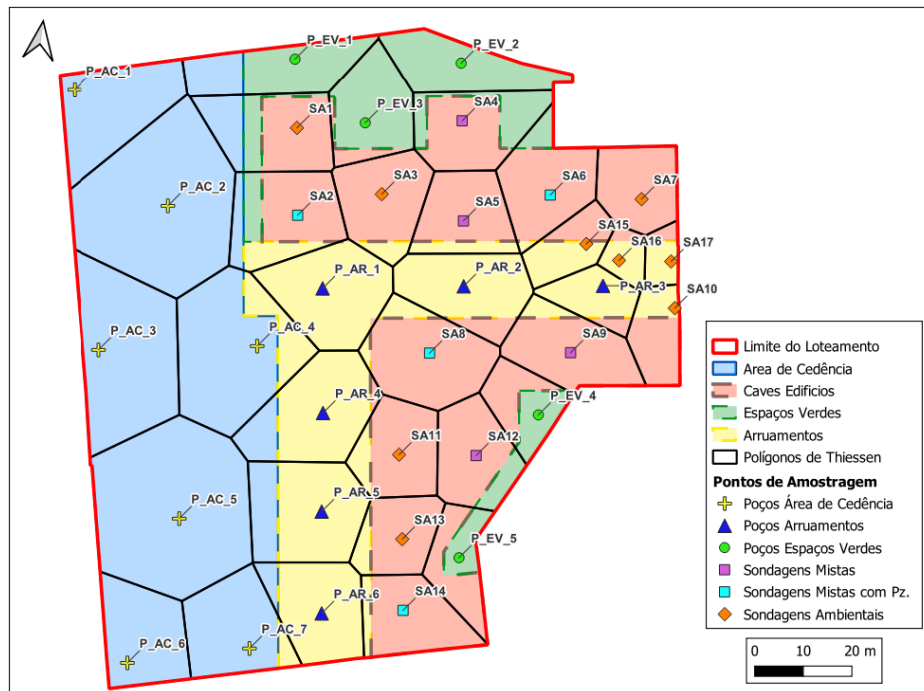 P_EV_1
P_EV_2
P_AC_1
SA1
P_EV_3
SA4
P_AC_2
SA2
SA3
SA5
SA6
SA7
SA15
SA16
SA17
P_AR_1
P_AR_2
P_AR_3
SA10
P_AC_3
P_AC_4
SA8
SA9
P_AR_4
P_EV_4
SA11
SA12
P_AC_5
P_AR_5
SA13
P_EV_5
P_AR_6
SA14
P_AC_6
P_AC_7
Limite do Loteamento
Area de Cedência
Caves Edificios
Espaços Verdes
Arruamentos
Polígonos de Thiessen
Pontos de Amostragem
Poços Área de Cedência
Poços Arruamentos
Poços Espaços Verdes
Sondagens Mistas
Sondagens Mistas com Pz.
Sondagens Ambientais
0 10 20 m